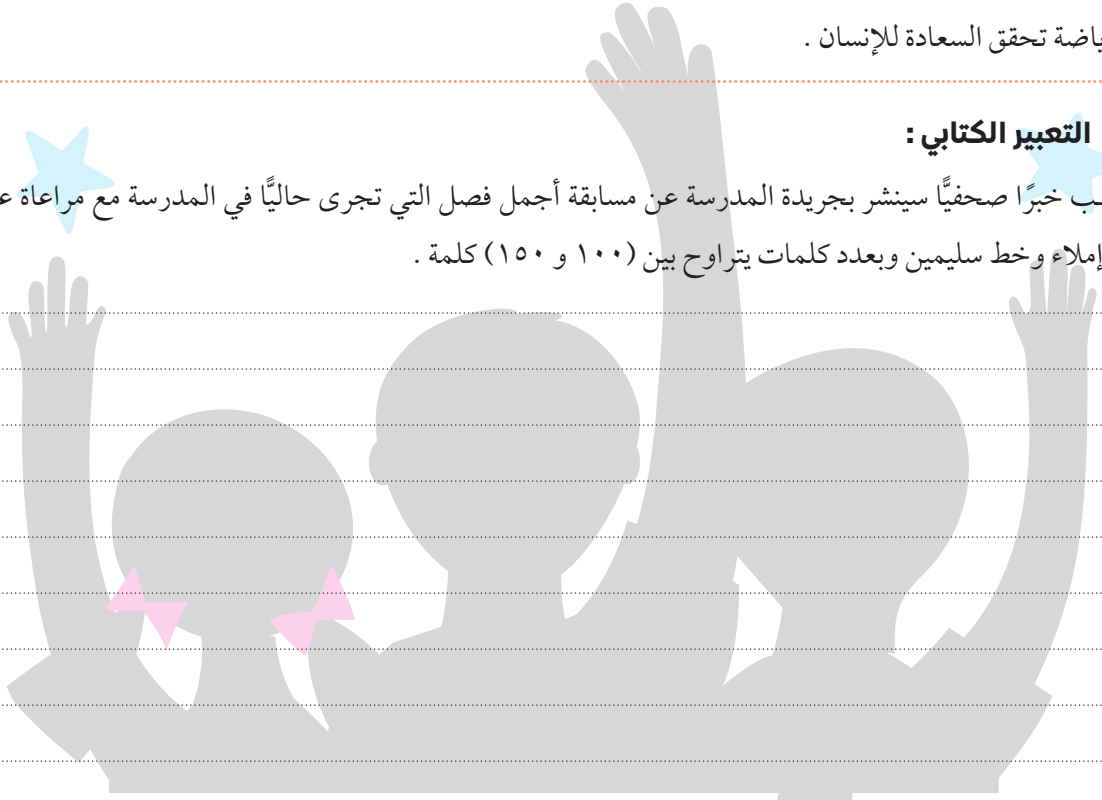 ياضة تحقق السعادة للإنسان .
التعبير الكتابي :
ـب خبرًا صحفيًّا سينشر بجريدة المدرسة عن مسابقة أجمل فصل التي تجرى حاليًّا في المدرسة مع مراعاة
إملاء وخط سليمين وبعدد كلمات يتراوح بين (١٠٠ و ١٥٠) كلمة .